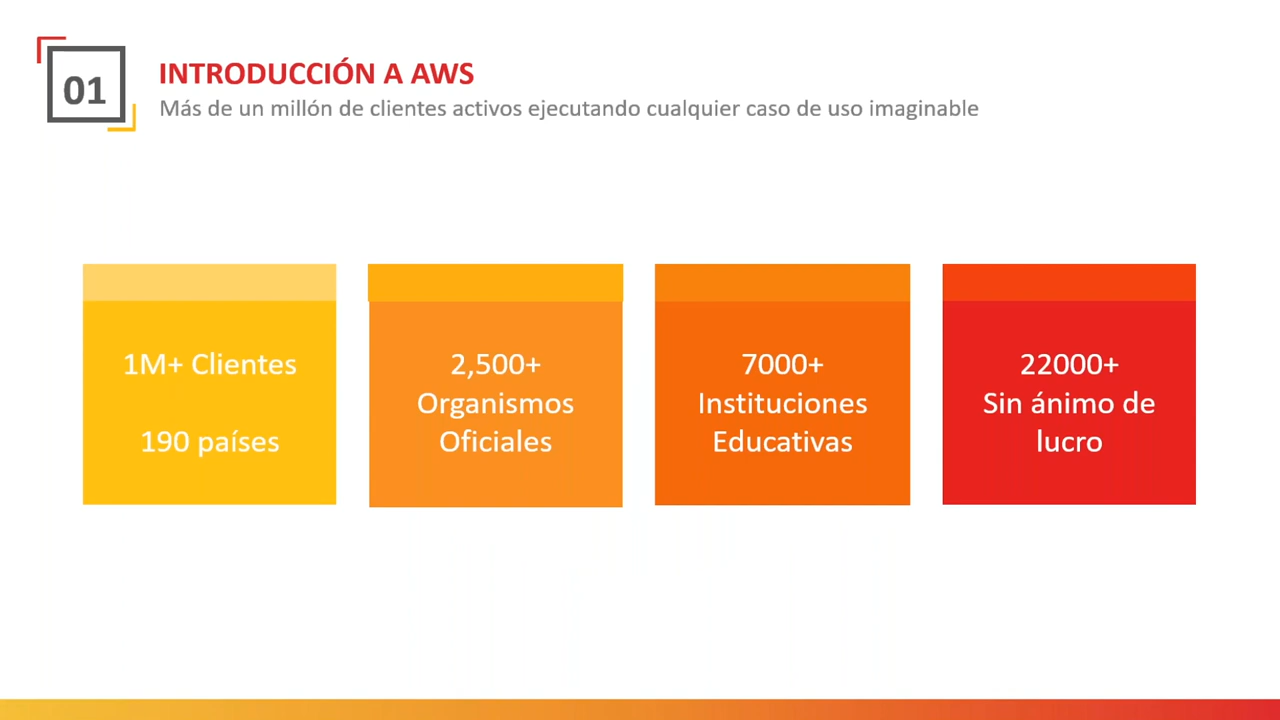 01
INTRODUCCIÓN A AWS
Más de un millón de clientes activos ejecutando cualquier caso de uso imaginable
1M+ Clientes
190 países
2,500+
Organismos
Oficiales
7000+
Instituciones
Educativas
22000+
Sin ánimo de
lucro